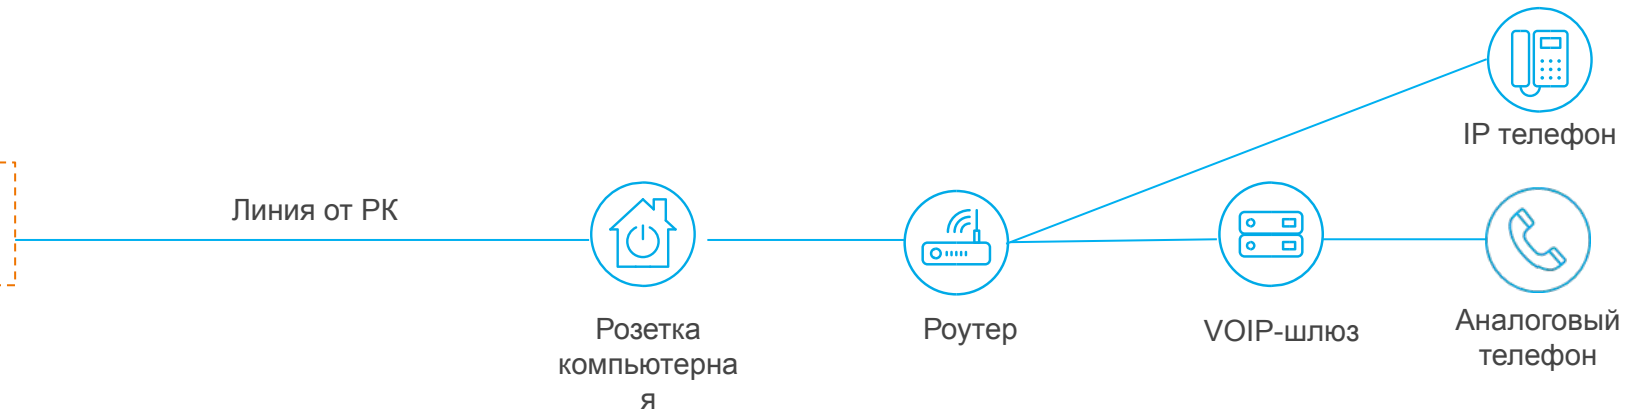 IP телефон
Линия от РК
Розетка
компьютерна
я
Роутер
VOIP-шлюз
Аналоговый
телефон